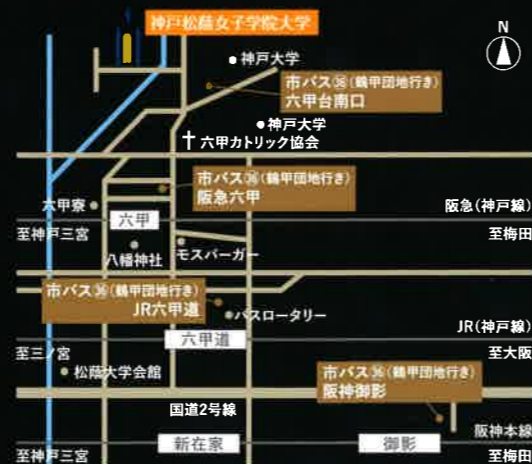 神戸松蔭女子学院大学
N
神戸大学
市バス㊱(鶴甲団地行き)
六甲台南口
神戸大学
六甲カトリック協会
市バス㊱(鶴甲団地行き)
阪急六甲
六甲寮
六甲
阪急(神戸線)
至神戸三宮
至梅田
八幡神社
モスバーガー
市バス㊱(鶴甲団地行き)
JR六甲道
バスロータリー
六甲道
JR(神戸線)
至三ノ宮
至大阪
松蔭大学会館
市バス㊱(鶴甲団地行き)
阪神御影
国道2号線
新在家
御影
阪神本線
至神戸三宮
至梅田